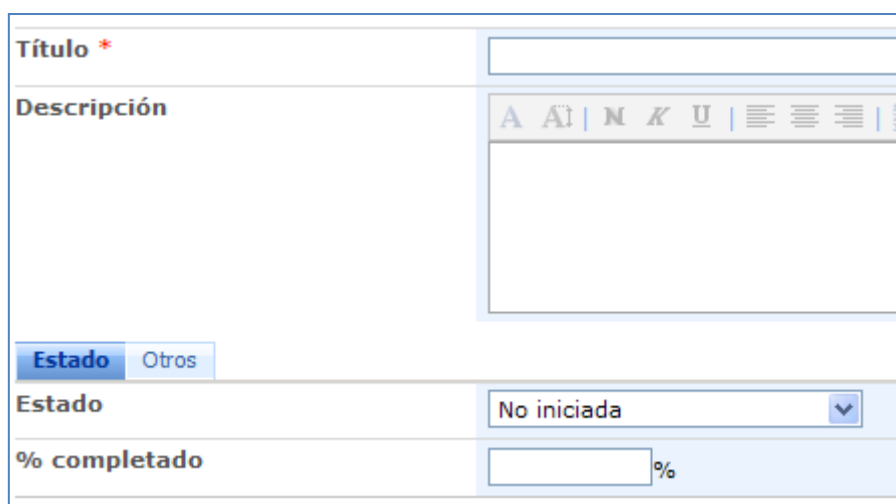 Título *
Descripción
A A N K U
Estado Otros
Estado No iniciada
% completado %